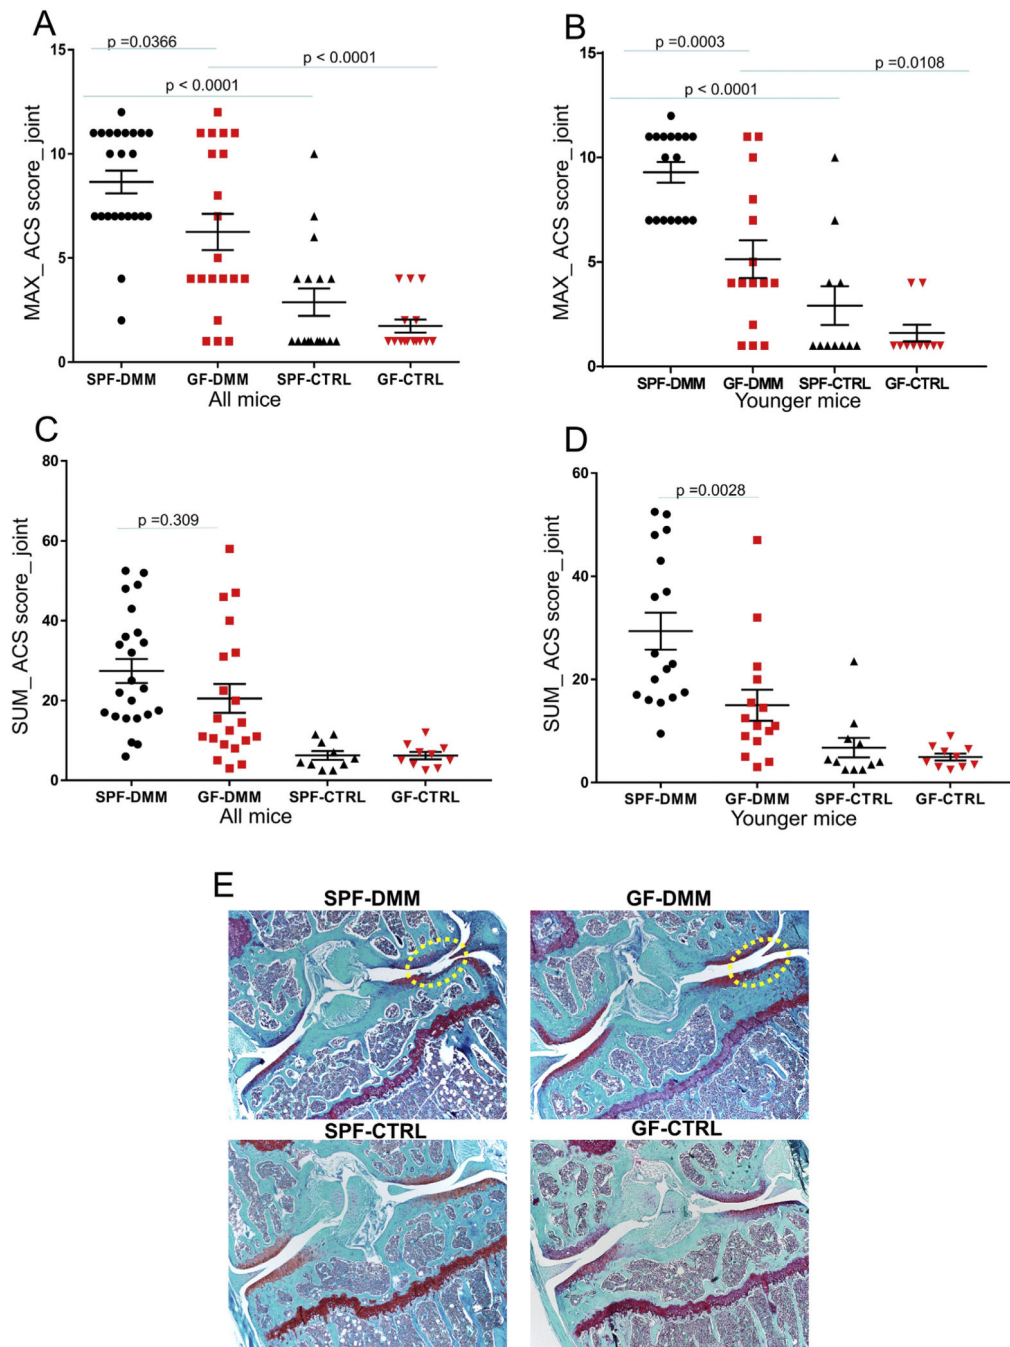 A
p =0.0366
p < 0.0001
p < 0.0001
MAX_ ACS score_joint
15
10
5
0
SPF-DMM GF-DMM SPF-CTRL GF-CTRL
All mice
B
p =0.0003
p =0.0108
p < 0.0001
MAX_ ACS score_joint
15
10
5
0
SPF-DMM GF-DMM SPF-CTRL GF-CTRL
Younger mice
C
p =0.309
SUM_ ACS score_joint
80
60
40
20
0
SPF-DMM GF-DMM SPF-CTRL GF-CTRL
All mice
D
p =0.0028
SUM_ ACS score_joint
60
40
20
0
SPF-DMM GF-DMM SPF-CTRL GF-CTRL
Younger mice
E
SPF-DMM
GF-DMM
SPF-CTRL
GF-CTRL